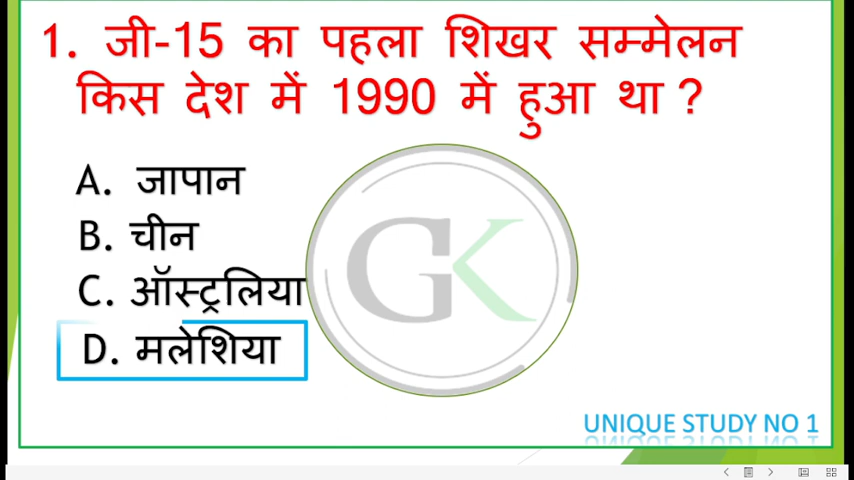 1. जी-15 का पहला शिखर सम्मेलन
किस देश में 1990 में हुआ था ?
A. जापान
B. चीन
C. ऑस्ट्रलिया
D. मलेशिया
GK
UNIQUE STUDY NO 1